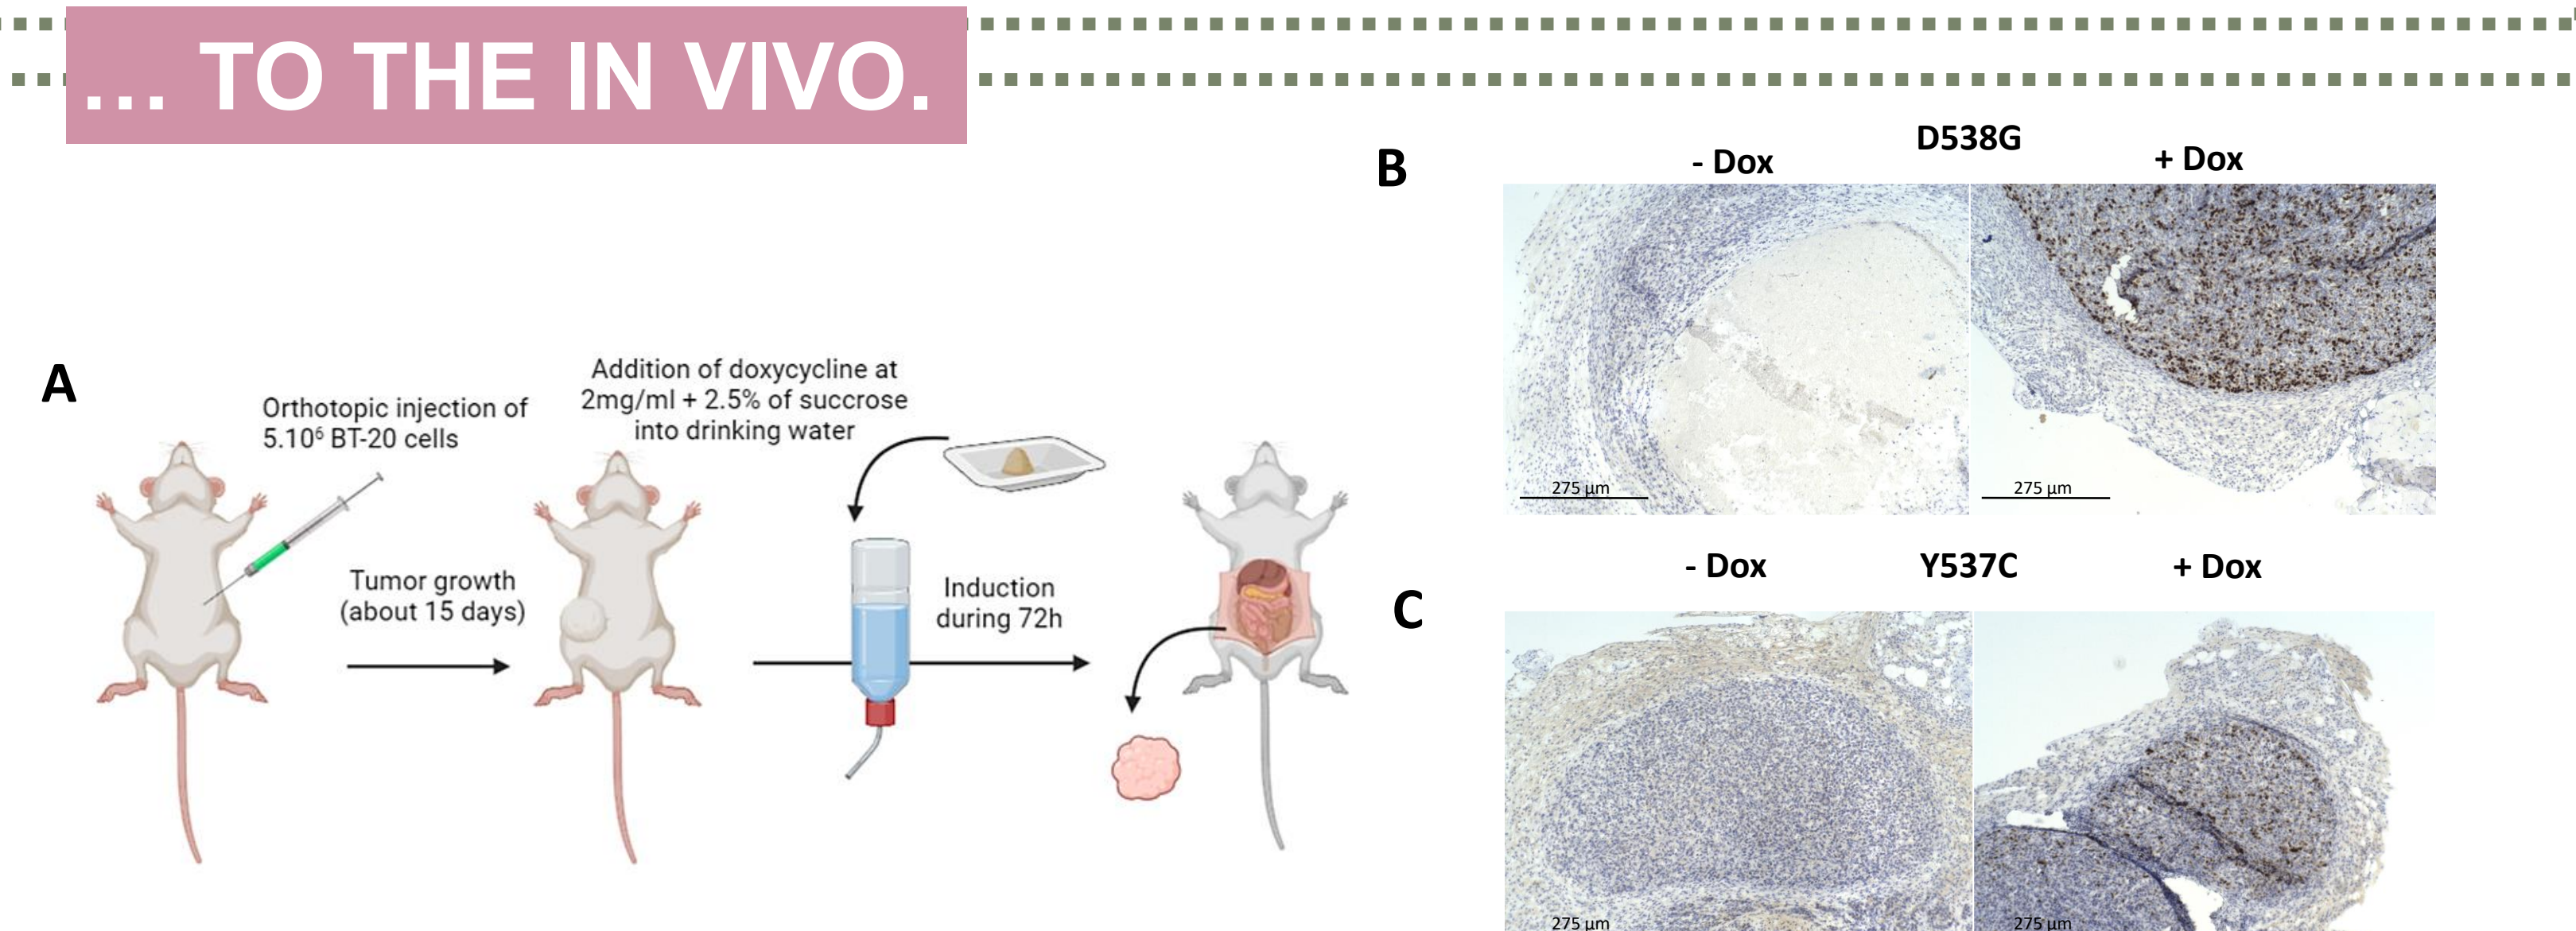 ... TO THE IN VIVO.
A
Orthotopic injection of
5.10⁶ BT-20 cells
Tumor growth
(about 15 days)
Addition of doxycycline at
2mg/ml + 2.5% of succrose
into drinking water
Induction
during 72h
B
D538G
- Dox
+ Dox
275 µm
275 µm
C
- Dox
Y537C
+ Dox
275 µm
275 µm